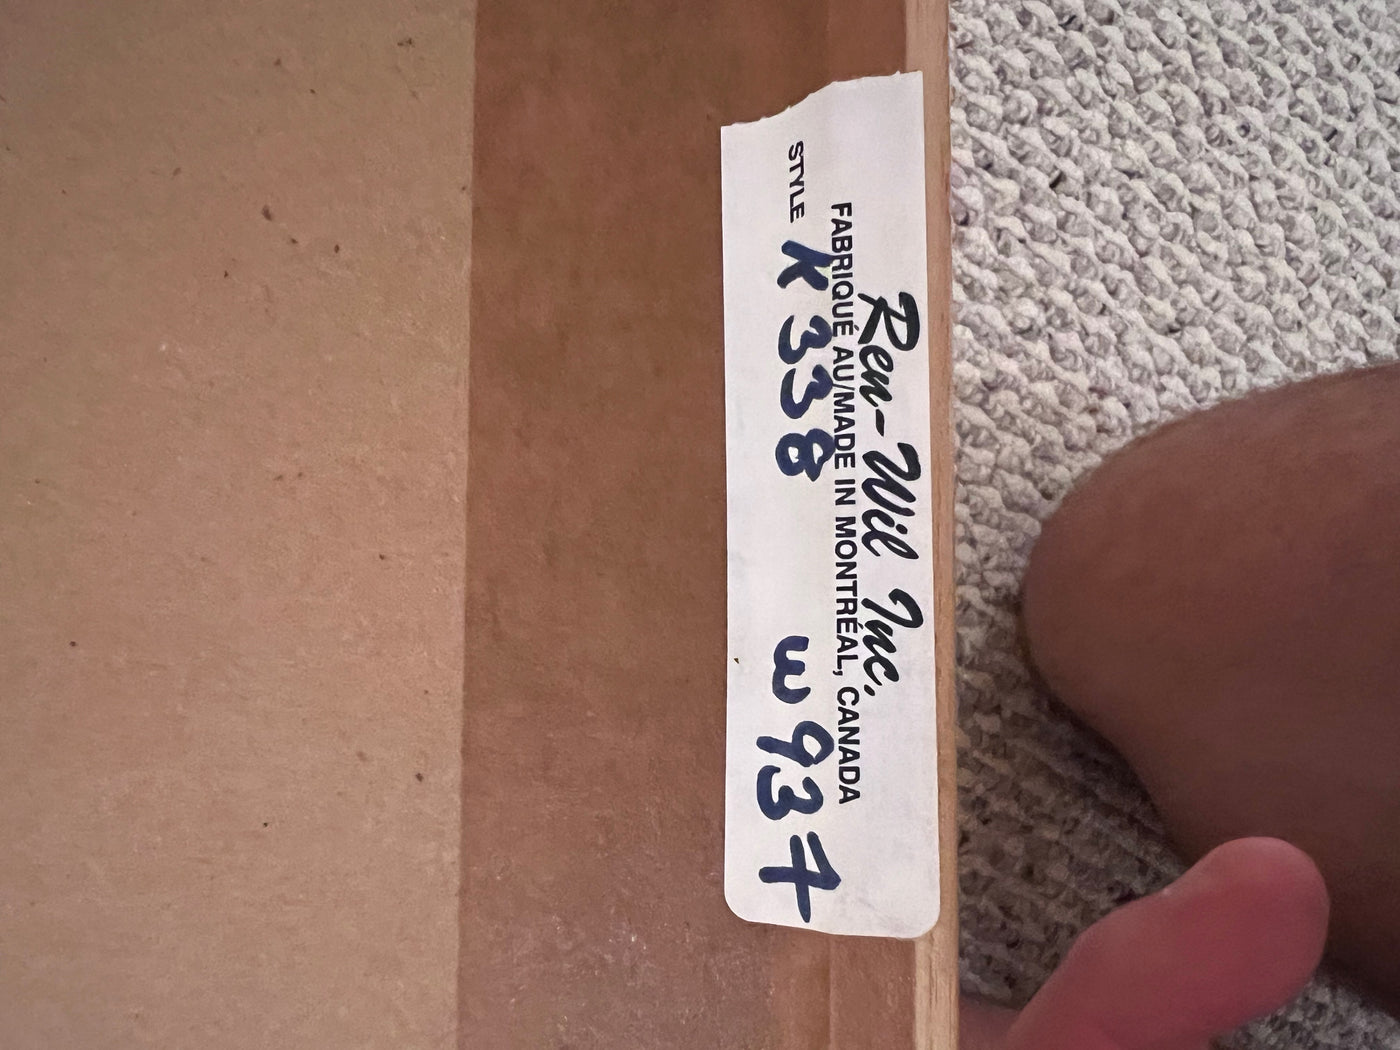 Ren-Wil Inc.
FABRIQUÉ AU/MADE IN MONTRÉAL, CANADA
STYLE K338 W937